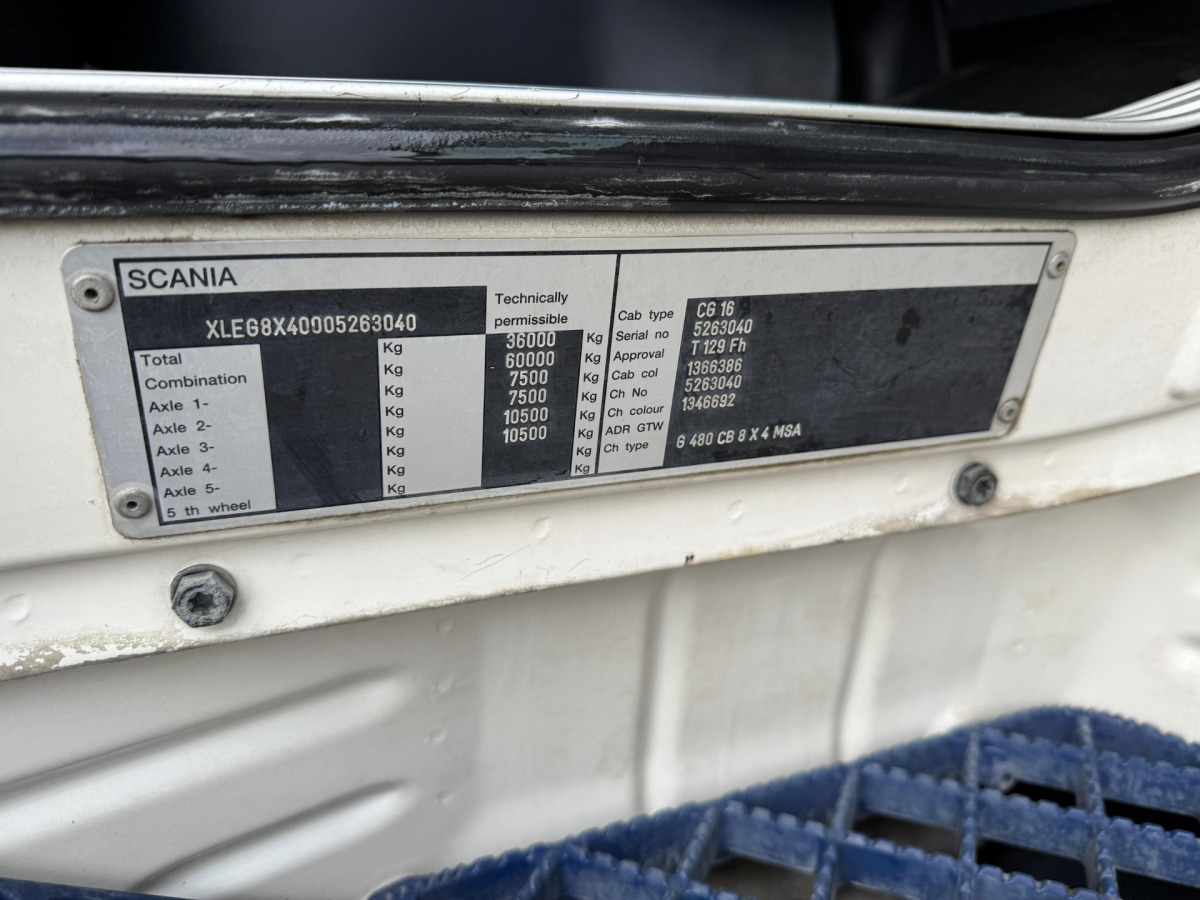 SCANIA
XLEG8X40005263040
Technically
permissible
Total Kg 36000 Kg
Combination Kg 60000 Kg
Axle 1- Kg 7500 Kg
Axle 2- Kg 7500 Kg
Axle 3- Kg 10500 Kg
Axle 4- Kg 10500 Kg
Axle 5- Kg Kg
5 th wheel Kg Kg
Cab type CG 16
Serial no 5263040
Approval T 129 Fh
Cab col 1366386
Ch No 5263040
Ch colour 1346692
ADR GTW
Ch type G 480 CB 8 X 4 MSA